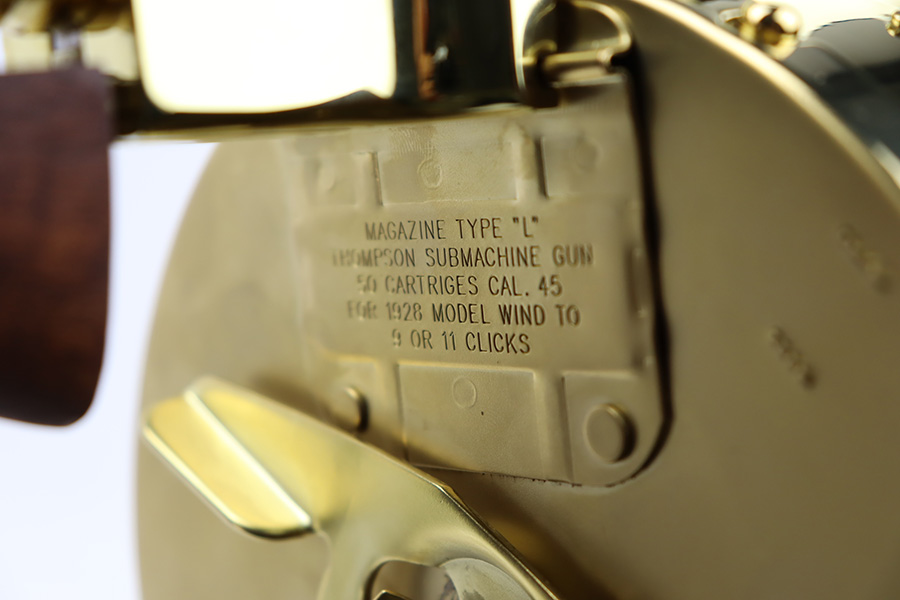 MAGAZINE TYPE "L"
THOMPSON SUBMACHINE GUN
50 CARTRIGES CAL. 45
FOR 1928 MODEL WIND TO
9 OR 11 CLICKS